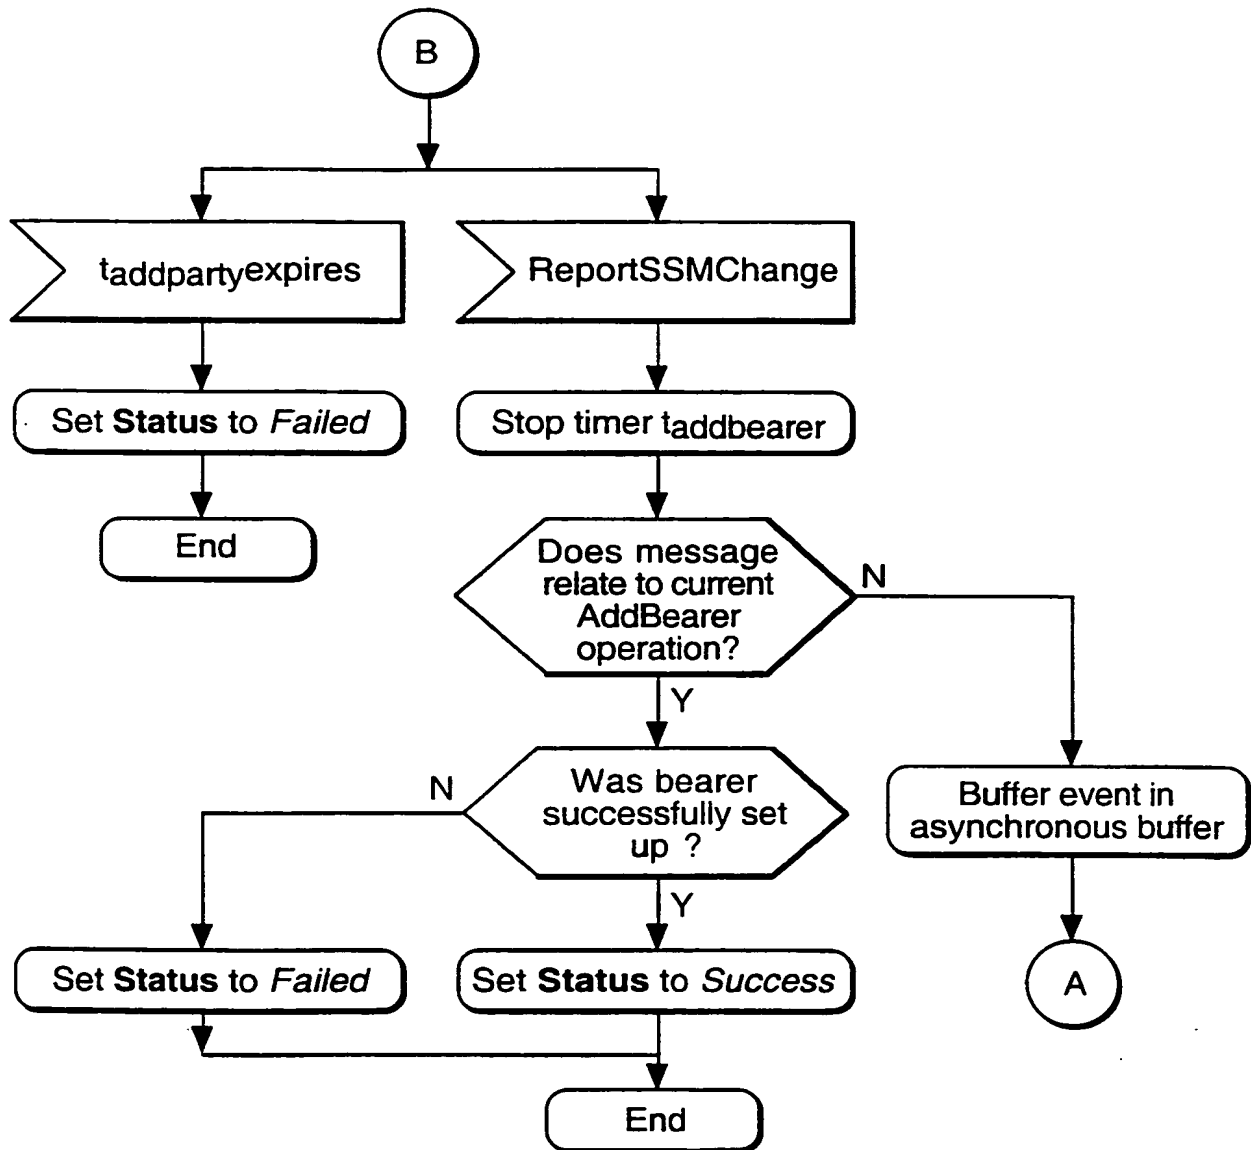 B
taddpartyexpires
ReportSSMChange
Set Status to Failed
Stop timer taddbearer
End
Does message
relate to current
AddBearer
operation?
N
Y
N
Was bearer
successfully set
up ?
Buffer event in
asynchronous buffer
Y
Set Status to Failed
Set Status to Success
A
End